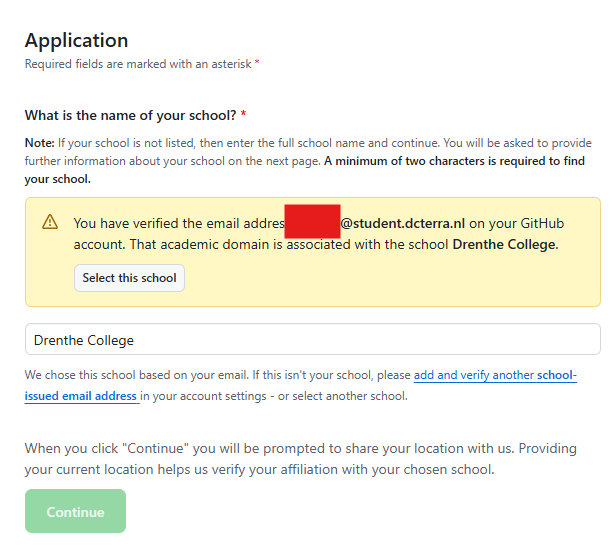 Application
Required fields are marked with an asterisk *
What is the name of your school? *
Note: If your school is not listed, then enter the full school name and continue. You will be asked to provide
further information about your school on the next page. A minimum of two characters is required to find
your school.
You have verified the email addres @student.dcterra.nl on your GitHub
account. That academic domain is associated with the school Drenthe College.
Select this school
Drenthe College
We chose this school based on your email. If this isn't your school, please add and verify another school-
issued email address in your account settings - or select another school.
When you click "Continue" you will be prompted to share your location with us. Providing
your current location helps us verify your affiliation with your chosen school.
Continue